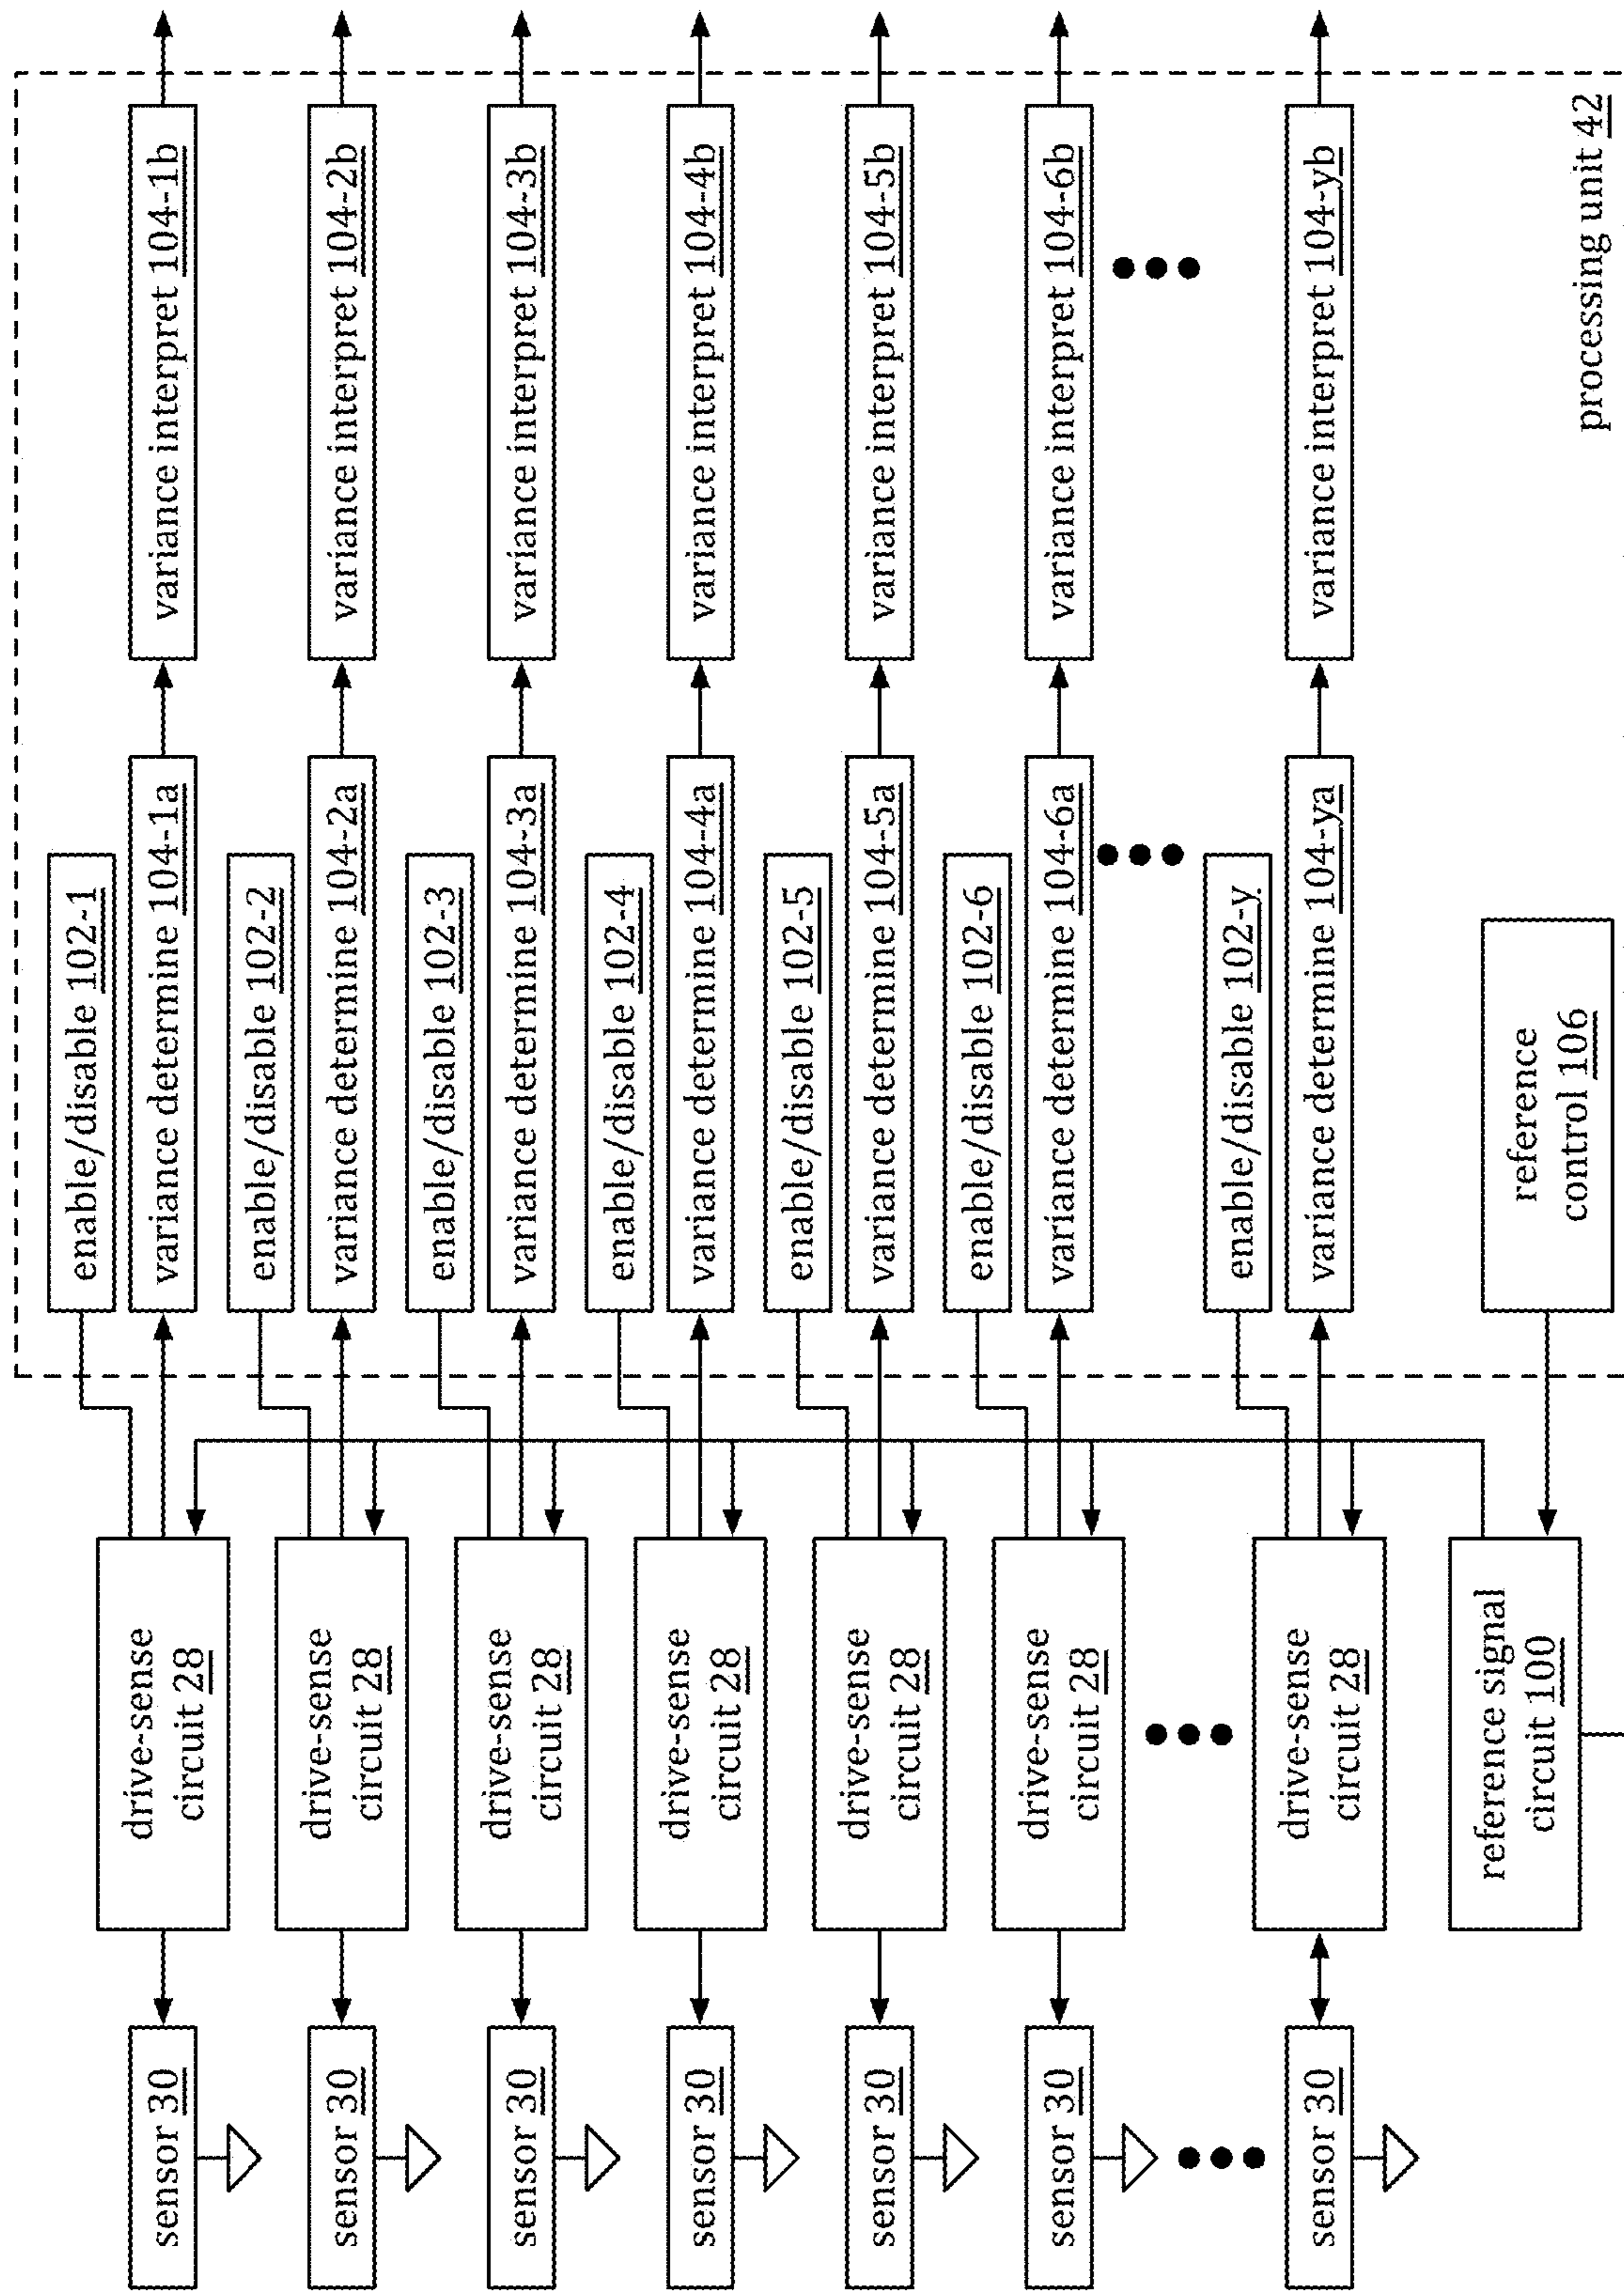 sensor 30
drive-sense
circuit 28
enable/disable 102-1
variance determine 104-1a
variance interpret 104-1b
sensor 30
drive-sense
circuit 28
enable/disable 102-2
variance determine 104-2a
variance interpret 104-2b
sensor 30
drive-sense
circuit 28
enable/disable 102-3
variance determine 104-3a
variance interpret 104-3b
sensor 30
drive-sense
circuit 28
enable/disable 102-4
variance determine 104-4a
variance interpret 104-4b
sensor 30
drive-sense
circuit 28
enable/disable 102-5
variance determine 104-5a
variance interpret 104-5b
sensor 30
drive-sense
circuit 28
enable/disable 102-6
variance determine 104-6a
variance interpret 104-6b
sensor 30
drive-sense
circuit 28
enable/disable 102-y
variance determine 104-ya
variance interpret 104-yb
reference signal
circuit 100
reference
control 106
processing unit 42